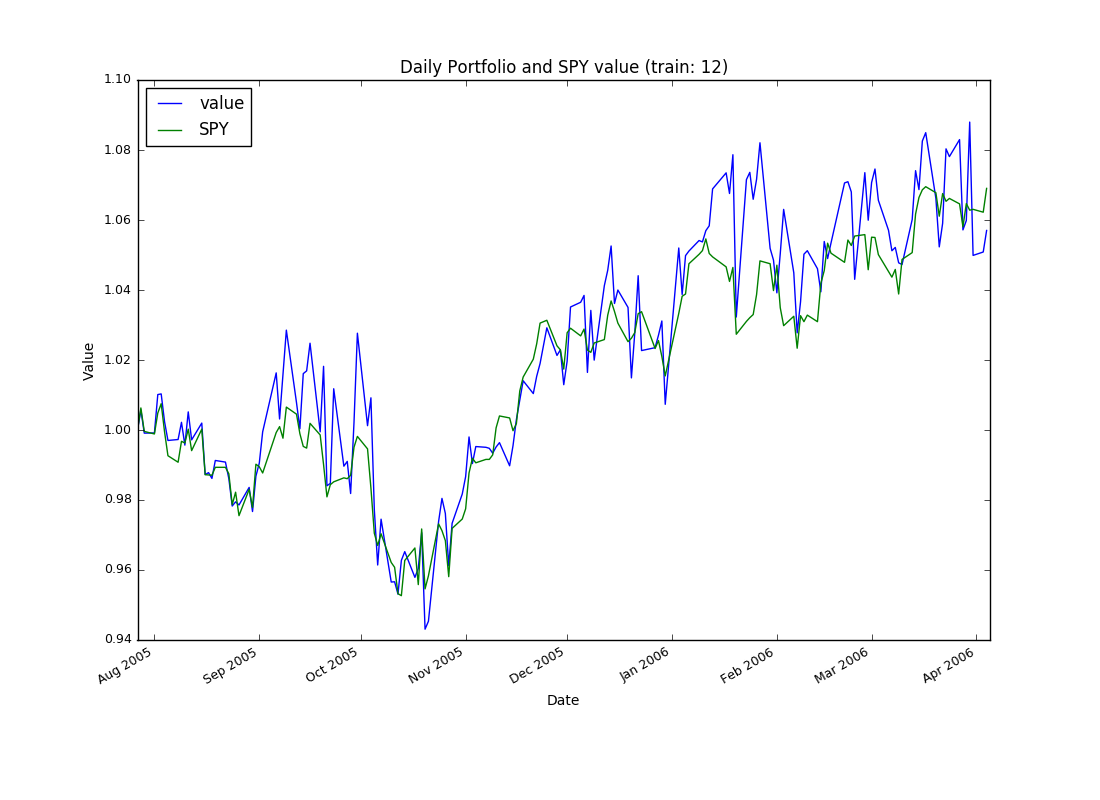 Daily Portfolio and SPY value (train: 12)
1.10
value
SPY
1.08
1.06
1.04
1.02
1.00
0.98
0.96
0.94
Value
Aug 2005
Sep 2005
Oct 2005
Nov 2005
Dec 2005
Jan 2006
Feb 2006
Mar 2006
Apr 2006
Date